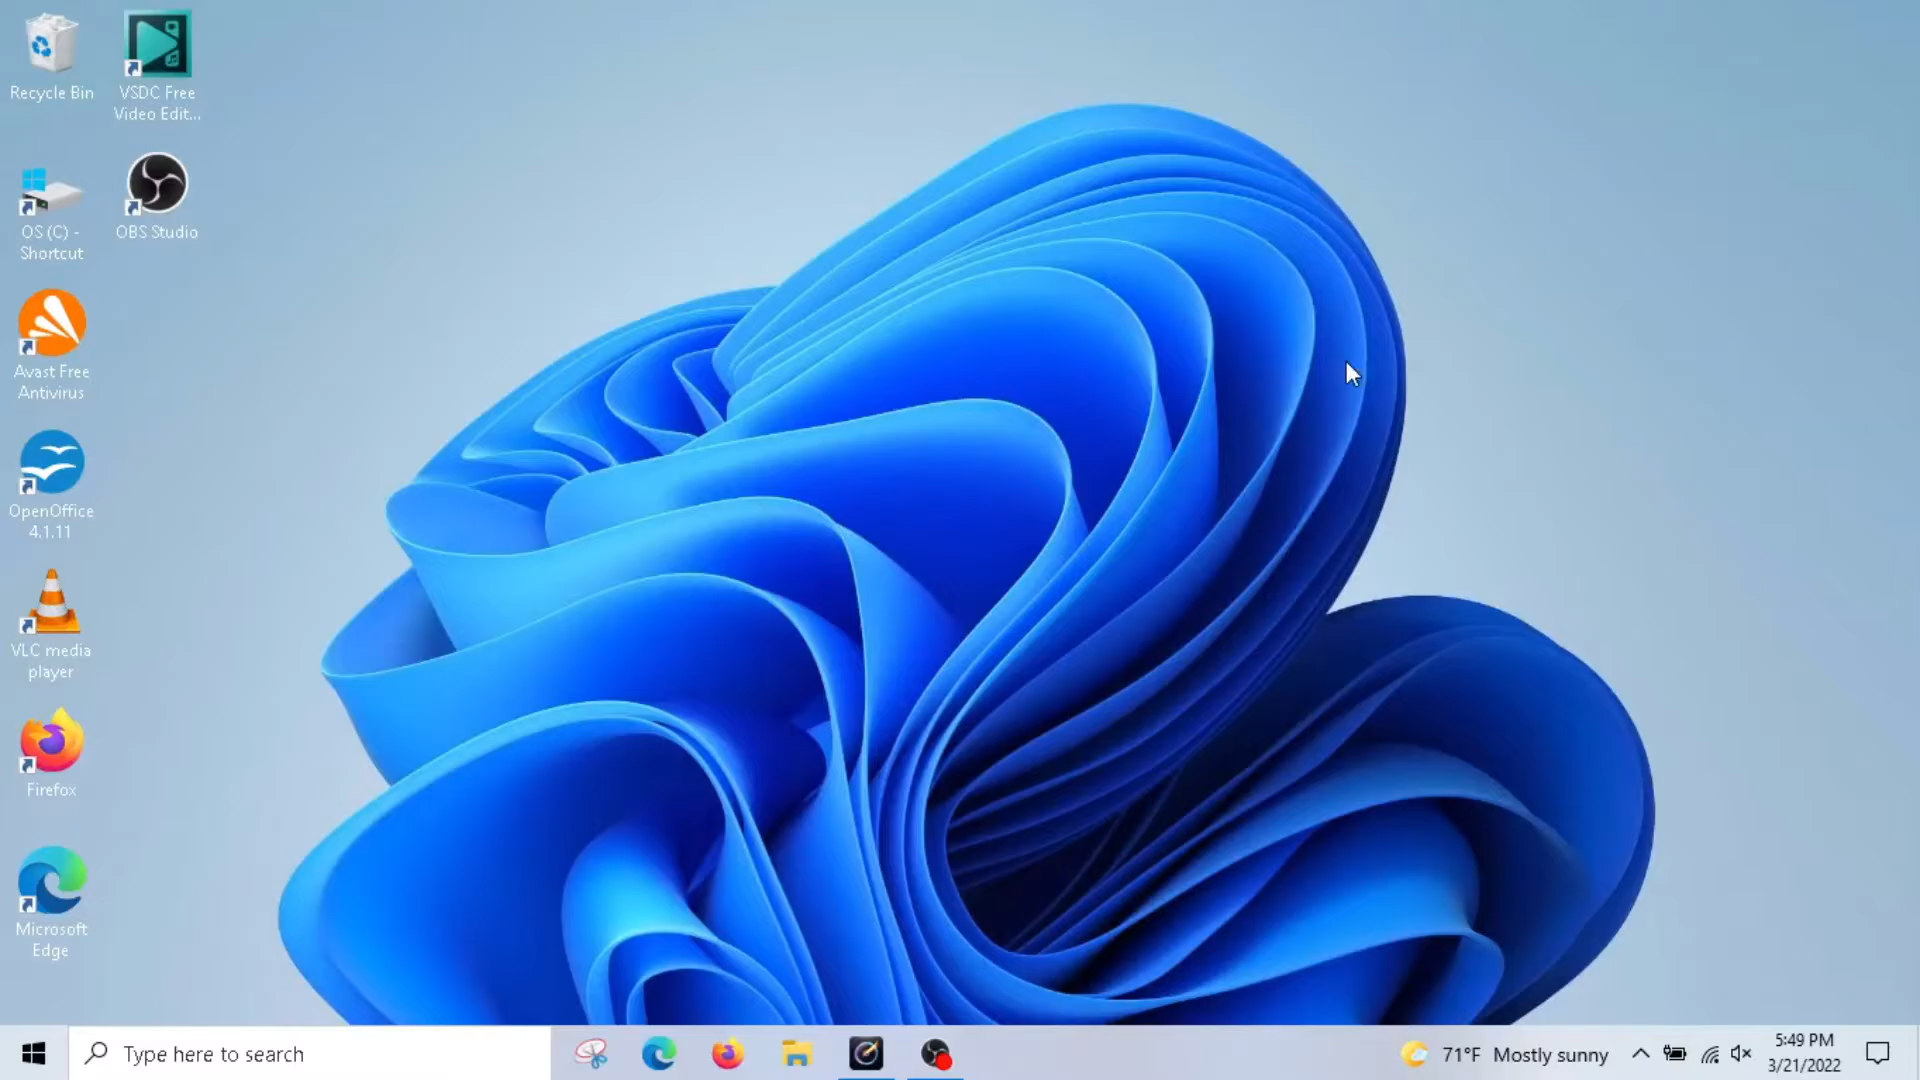 Recycle Bin
VSDC Free
Video Edit...
OS (C) -
Shortcut
OBS Studio
Avast Free
Antivirus
OpenOffice
4.1.11
VLC media
player
Firefox
Microsoft
Edge
Type here to search
71°F Mostly sunny
5:49 PM
3/21/2022